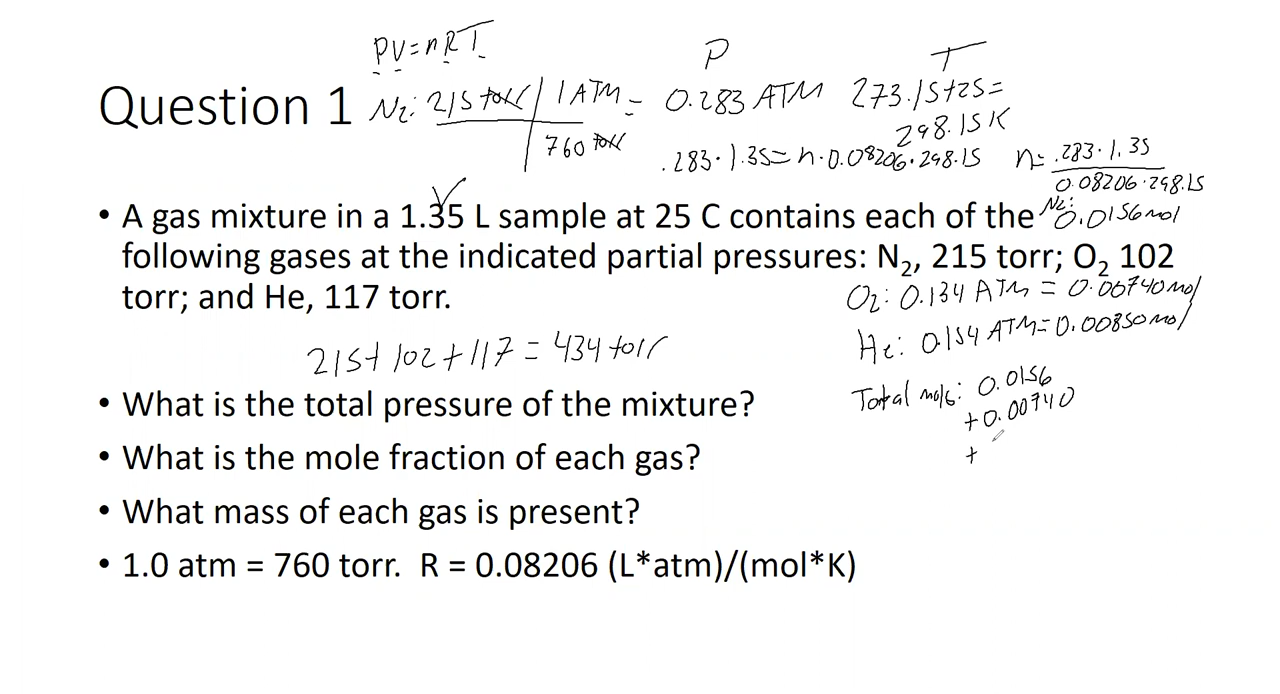 PV=nRT
P
T
Question 1
N2: 215 torr | 1 ATM = 0.283 ATM
760 torr
273.15+25=
298.15 K
.283·1.35=n·0.08206·298.15
n= .283·1.35
0.08206·298.15
• A gas mixture in a 1.35 L sample at 25 C contains each of the
N2: 0.0156 mol
following gases at the indicated partial pressures: N₂, 215 torr; O₂ 102
torr; and He, 117 torr.
O2: 0.134 ATM = 0.00740 mol
He: 0.154 ATM = 0.00850 mol
215+102+117=434 torr
Total mols: 0.0156
+0.00740
+
• What is the total pressure of the mixture?
• What is the mole fraction of each gas?
• What mass of each gas is present?
• 1.0 atm = 760 torr. R = 0.08206 (L*atm)/(mol*K)